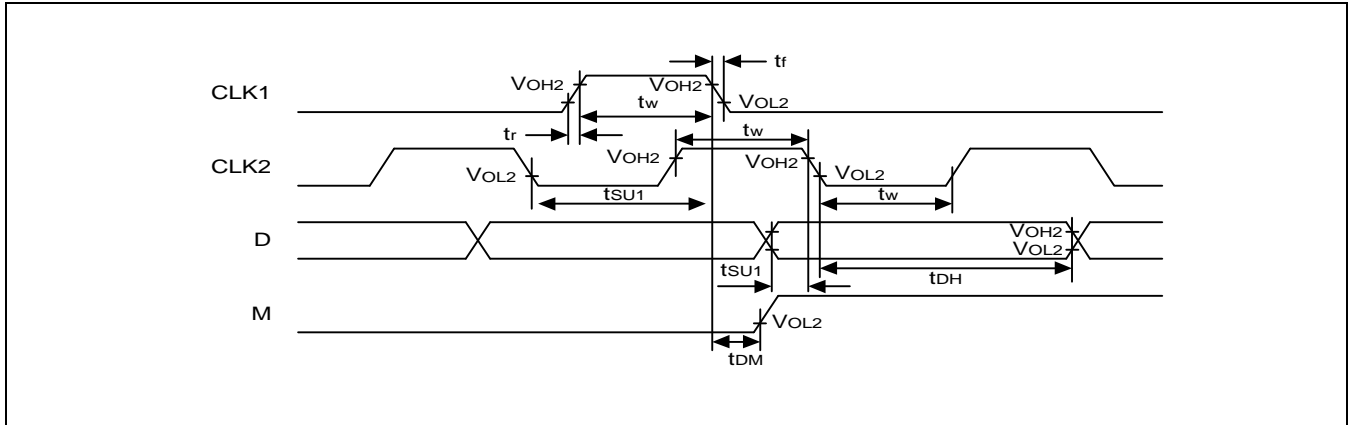 tf
CLK1
VOH2
VOH2
tw
VOL2
tr
tw
CLK2
VOH2
VOH2
VOL2
VOL2
tSU1
tw
D
VOH2
VOL2
tSU1
tDH
M
VOL2
tDM